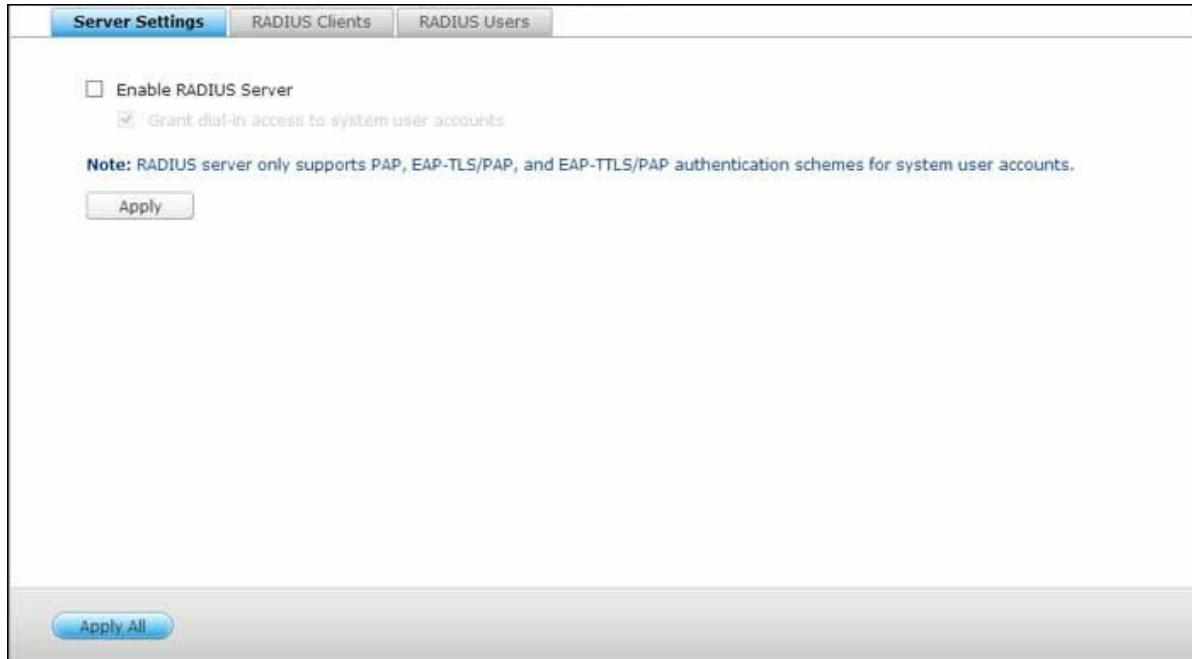 Server Settings RADIUS Clients RADIUS Users
Enable RADIUS Server
Grant dial-in access to system user accounts
Note: RADIUS server only supports PAP, EAP-TLS/PAP, and EAP-TTLS/PAP authentication schemes for system user accounts.
Apply
Apply All